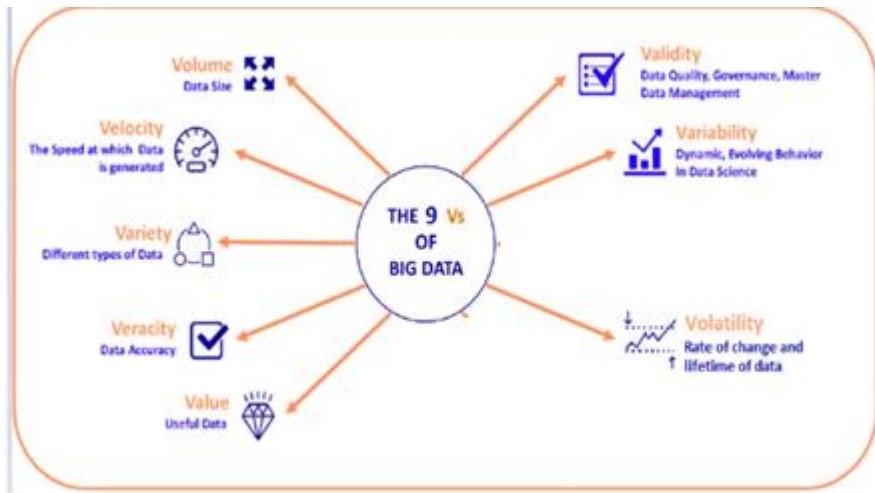 Volume
Data Size
Velocity
The Speed at which Data
is generated
Variety
Different types of Data
Veracity
Data Accuracy
Value
Useful Data
THE 9 Vs
OF
BIG DATA
Validity
Data Quality, Governance, Master
Data Management
Variability
Dynamic, Evolving Behavior
In Data Science
Volatility
Rate of change and
lifetime of data